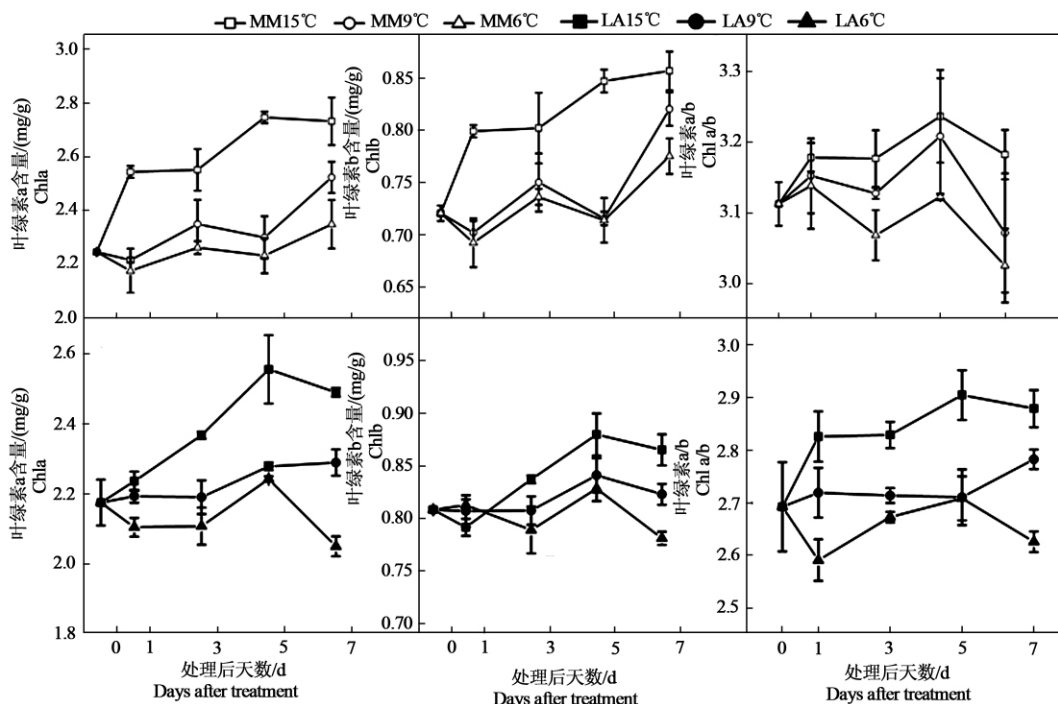 MM15℃ MM9℃ MM6℃ LA15℃ LA9℃ LA6℃
叶绿素a含量/(mg/g)
Chla
3.0
2.8
2.6
2.4
2.2
2.0
叶绿素b含量/(mg/g)
Chlb
0.85
0.80
0.75
0.70
0.65
叶绿素a/b
Chl a/b
3.3
3.2
3.1
3.0
叶绿素a含量/(mg/g)
Chla
2.6
2.4
2.2
2.0
1.8
叶绿素b含量/(mg/g)
Chlb
0.95
0.90
0.85
0.80
0.70
叶绿素a/b
Chl a/b
2.9
2.8
2.7
2.6
2.5
0 1 3 5 7
处理后天数/d
Days after treatment
0 1 3 5 7
处理后天数/d
Days after treatment
0 1 3 5 7
处理后天数/d
Days after treatment